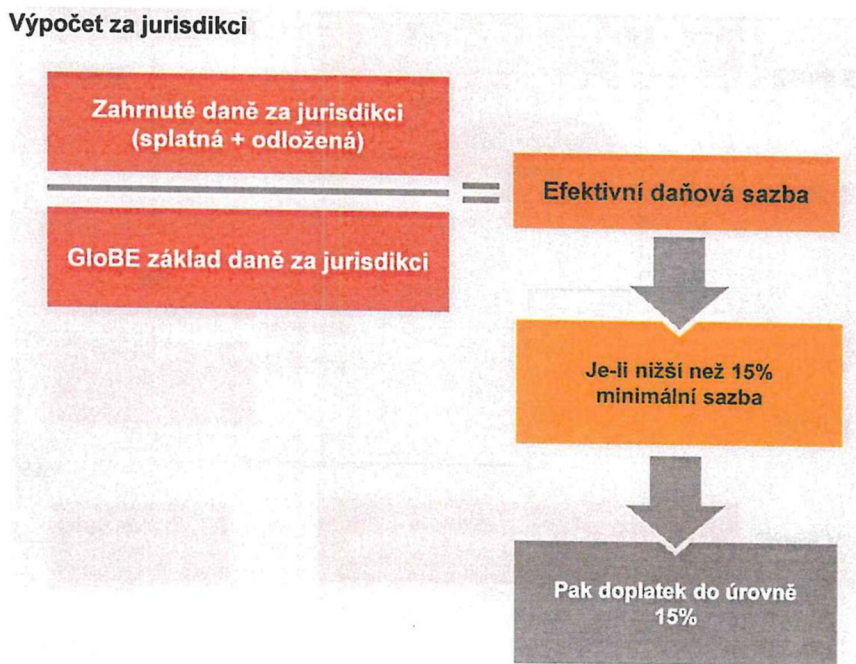 Výpočet za jurisdikci
Zahrnuté daně za jurisdikci
(splatná + odložená)
=
Efektivní daňová sazba
GloBE základ daně za jurisdikci
Je-li nižší než 15%
minimální sazba
Pak doplatek do úrovně
15%